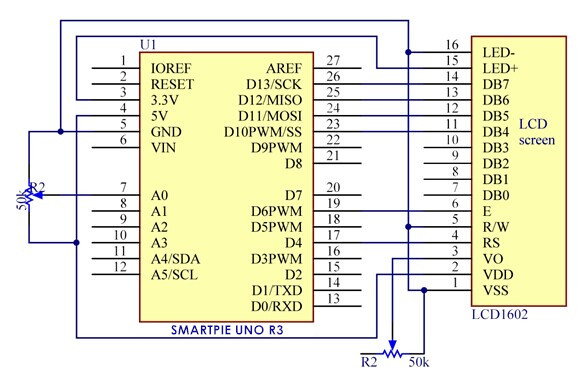 U1
1 IOREF AREF 27
2 RESET D13/SCK 26
3 3.3V D12/MISO 25
4 5V D11/MOSI 24
5 GND D10PWM/SS 23
6 VIN D9PWM 22
D8 21
7 A0 D7 20
8 A1 D6PWM 19
9 A2 D5PWM 18
10 A3 D4 17
11 A4/SDA D3PWM 16
12 A5/SCL D2 15
D1/TXD 14
D0/RXD 13
SMARTPIE UNO R3
R2
50k
16 LED-
15 LED+
14 DB7
13 DB6
12 DB5
11 DB4
10 DB3
9 DB2
8 DB1
7 DB0
6 E
5 R/W
4 RS
3 VO
2 VDD
1 VSS
LCD
screen
LCD1602
R2 50k